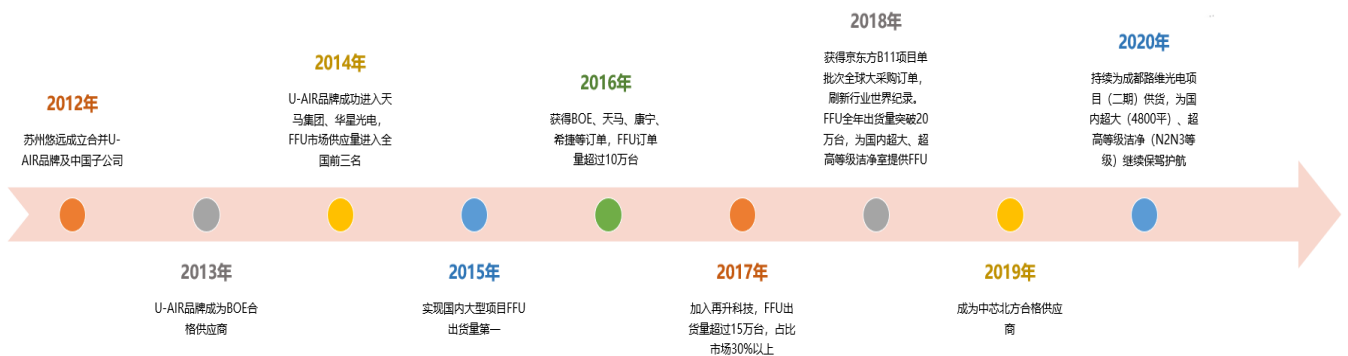 2012年
苏州悠远成立合并U-
AIR品牌及中国子公司
2013年
U-AIR品牌成为BOE合
格供应商
2014年
U-AIR品牌成功进入天
马集团、华星光电,
FFU市场供应量进入全
国前三名
2015年
实现国内大型项目FFU
出货量第一
2016年
获得BOE、天马、康宁、
希捷等订单，FFU订单
量超过10万台
2017年
加入再升科技，FFU出
货量超过15万台，占比
市场30%以上
2018年
获得京东方B11项目单
批次全球大采购订单，
刷新行业世界纪录。
FFU全年出货量突破20
万台，为国内超大、超
高等级洁净室提供FFU
2019年
成为中芯北方合格供应
商
2020年
持续为成都路维光电项
目（二期）供货，为国
内超大（4800平）、超
高等级洁净（N2N3等
级）继续保驾护航